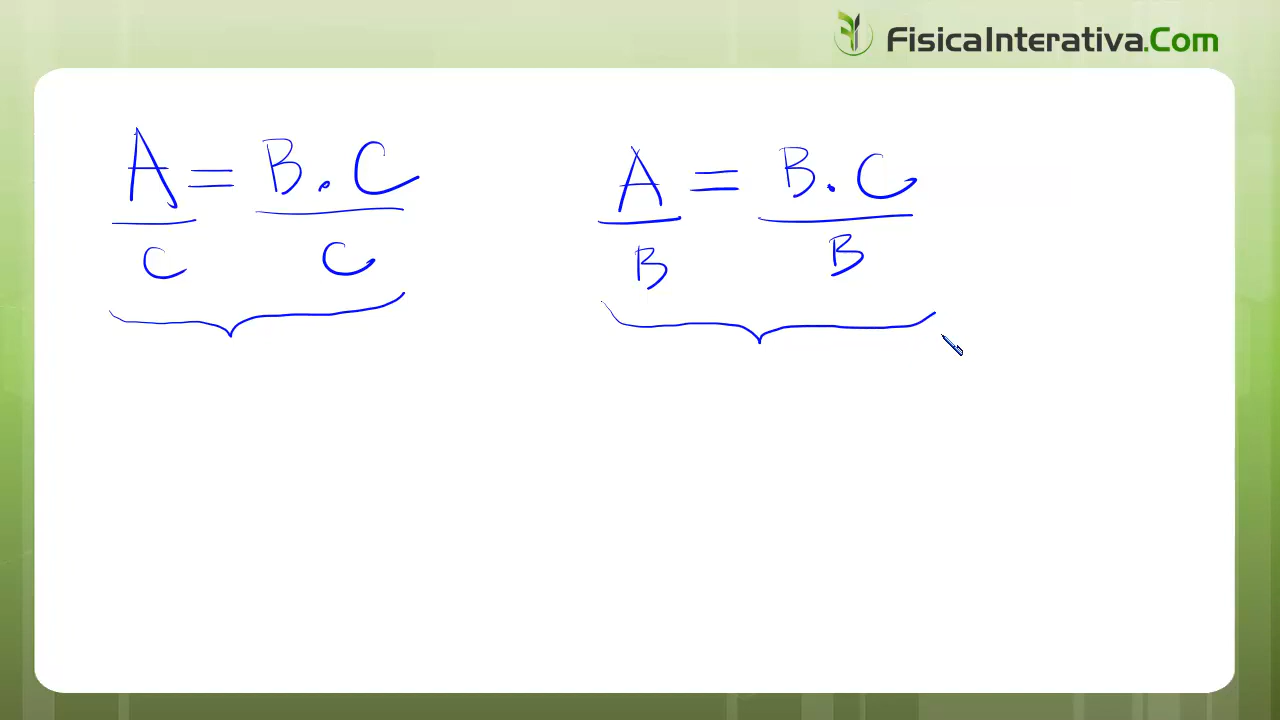 FisicaInterativa.Com
A = B . C
C C
A = B . C
B B